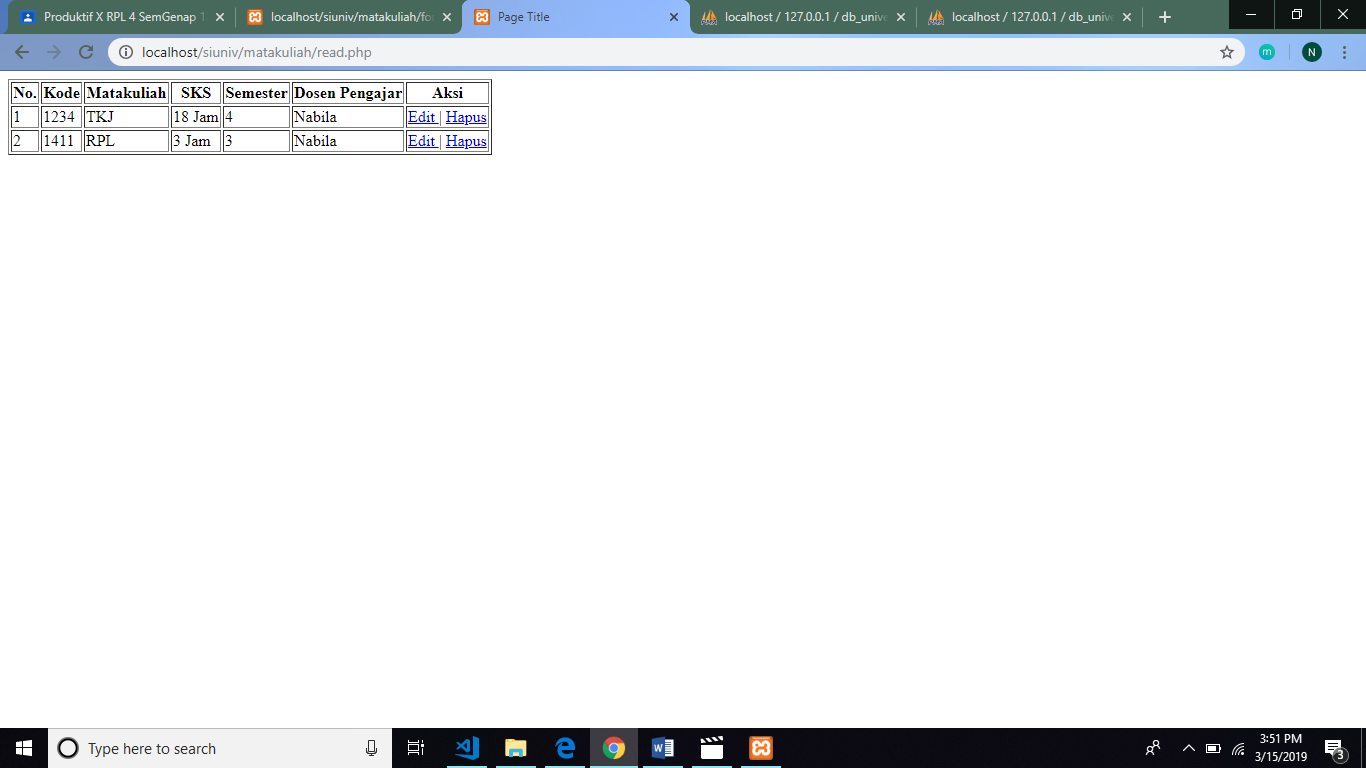 Produktif X RPL 4 SemGenap 1
localhost/siuniv/matakuliah/fo
Page Title
localhost / 127.0.0.1 / db_unive
localhost / 127.0.0.1 / db_unive
localhost/siuniv/matakuliah/read.php
m
N
No. Kode Matakuliah SKS Semester Dosen Pengajar Aksi
1 1234 TKJ 18 Jam 4 Nabila Edit | Hapus
2 1411 RPL 3 Jam 3 Nabila Edit | Hapus
Type here to search
3:51 PM
3/15/2019
3